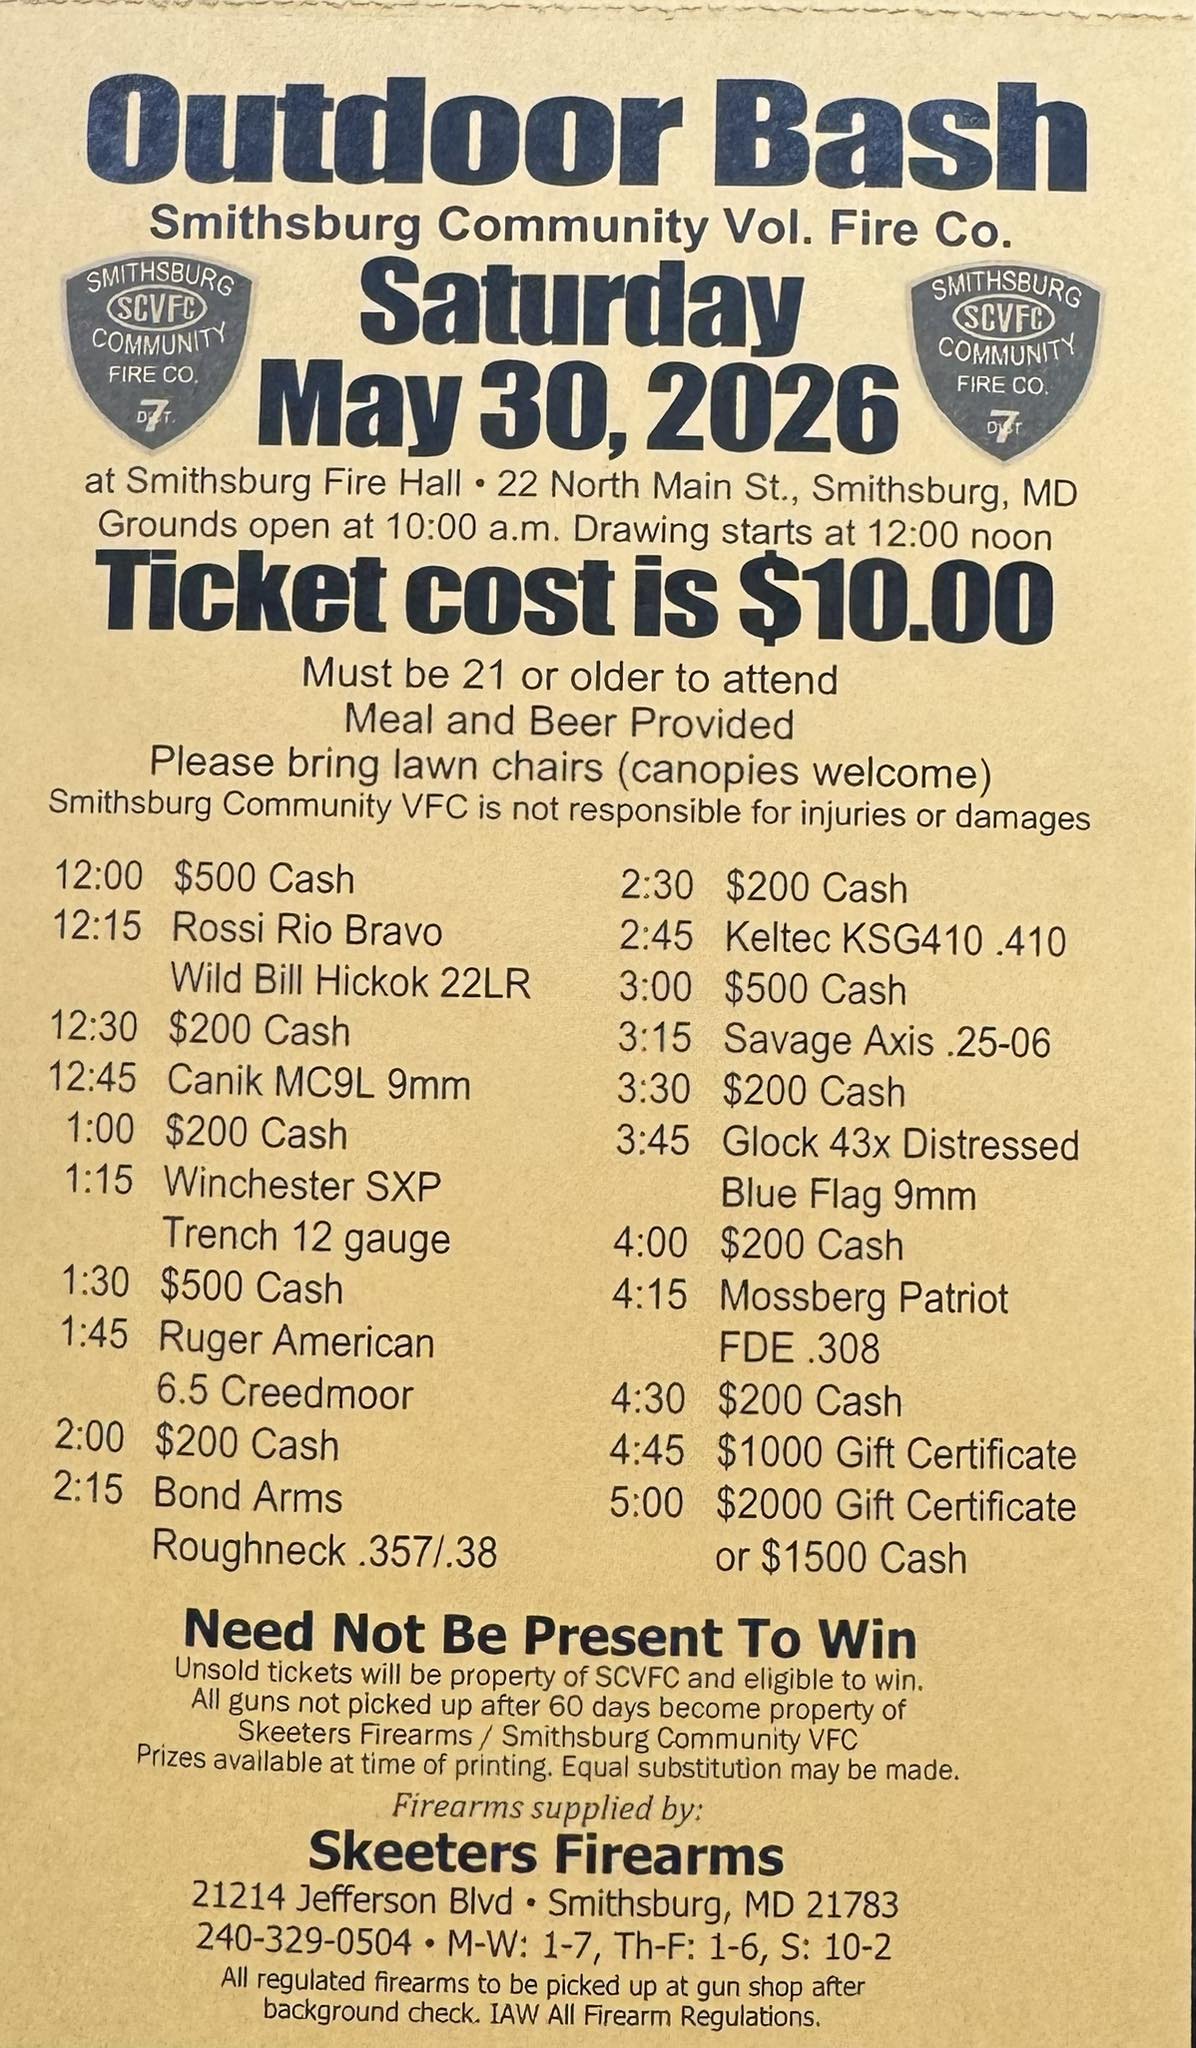 Outdoor Bash
Smithsburg Community Vol. Fire Co.
SMITHSBURG
SCVFC
COMMUNITY
FIRE CO.
7
DIST.
Saturday
May 30, 2026
SMITHSBURG
SCVFC
COMMUNITY
FIRE CO.
7
DIST
at Smithsburg Fire Hall • 22 North Main St., Smithsburg, MD
Grounds open at 10:00 a.m. Drawing starts at 12:00 noon
Ticket cost is $10.00
Must be 21 or older to attend
Meal and Beer Provided
Please bring lawn chairs (canopies welcome)
Smithsburg Community VFC is not responsible for injuries or damages
12:00 $500 Cash
12:15 Rossi Rio Bravo
Wild Bill Hickok 22LR
12:30 $200 Cash
12:45 Canik MC9L 9mm
1:00 $200 Cash
1:15 Winchester SXP
Trench 12 gauge
1:30 $500 Cash
1:45 Ruger American
6.5 Creedmoor
2:00 $200 Cash
2:15 Bond Arms
Roughneck .357/.38
2:30 $200 Cash
2:45 Keltec KSG410 .410
3:00 $500 Cash
3:15 Savage Axis .25-06
3:30 $200 Cash
3:45 Glock 43x Distressed
Blue Flag 9mm
4:00 $200 Cash
4:15 Mossberg Patriot
FDE .308
4:30 $200 Cash
4:45 $1000 Gift Certificate
5:00 $2000 Gift Certificate
or $1500 Cash
Need Not Be Present To Win
Unsold tickets will be property of SCVFC and eligible to win.
All guns not picked up after 60 days become property of
Skeeters Firearms / Smithsburg Community VFC
Prizes available at time of printing. Equal substitution may be made.
Firearms supplied by:
Skeeters Firearms
21214 Jefferson Blvd • Smithsburg, MD 21783
240-329-0504 • M-W: 1-7, Th-F: 1-6, S: 10-2
All regulated firearms to be picked up at gun shop after
background check. IAW All Firearm Regulations.